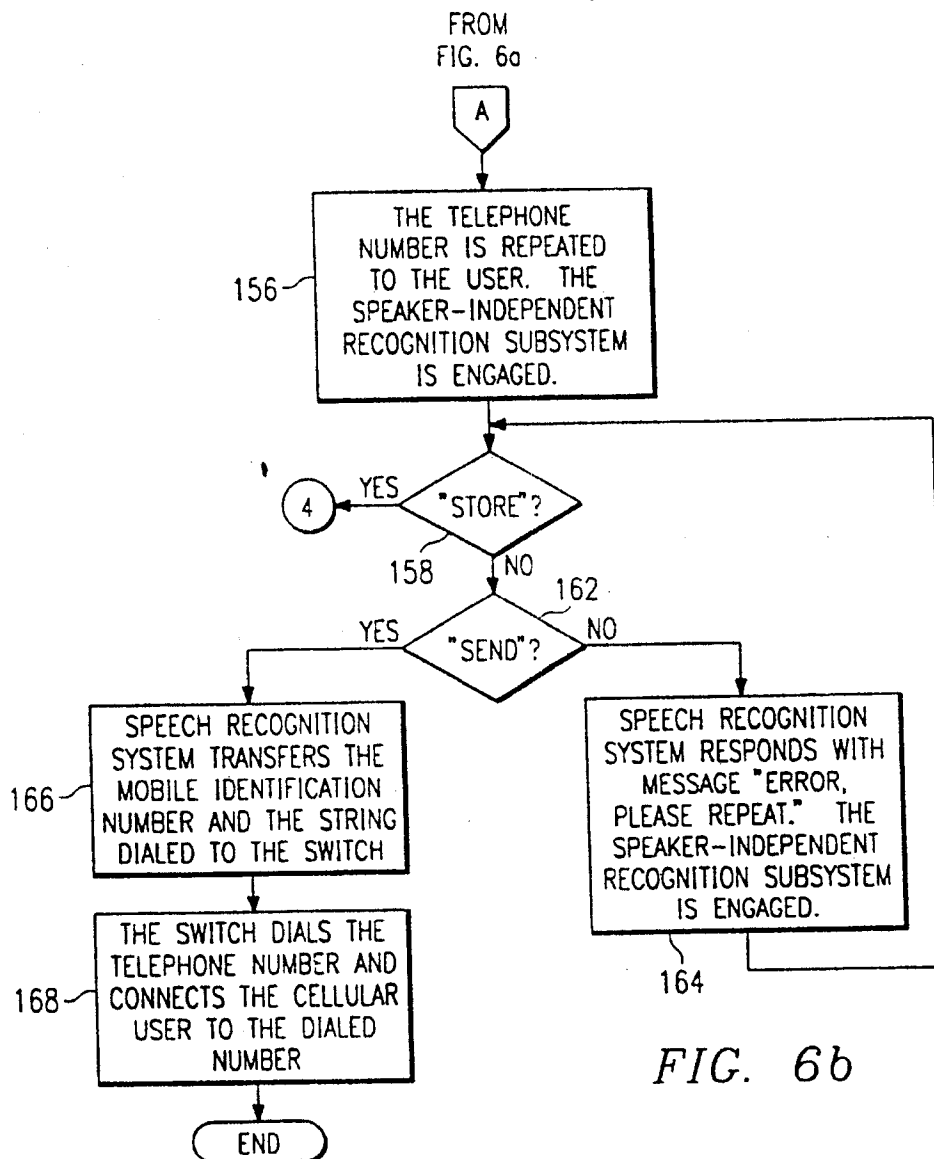 FROM
FIG. 6a
A
THE TELEPHONE
NUMBER IS REPEATED
TO THE USER. THE
SPEAKER-INDEPENDENT
RECOGNITION SUBSYSTEM
IS ENGAGED.
156
"STORE"?
YES
4
158
NO
162
"SEND"?
YES
NO
SPEECH RECOGNITION
SYSTEM TRANSFERS THE
MOBILE IDENTIFICATION
NUMBER AND THE STRING
DIALED TO THE SWITCH
166
SPEECH RECOGNITION
SYSTEM RESPONDS WITH
MESSAGE "ERROR,
PLEASE REPEAT." THE
SPEAKER-INDEPENDENT
RECOGNITION SUBSYSTEM
IS ENGAGED.
164
THE SWITCH DIALS THE
TELEPHONE NUMBER AND
CONNECTS THE CELLULAR
USER TO THE DIALED
NUMBER
168
END
FIG. 6b